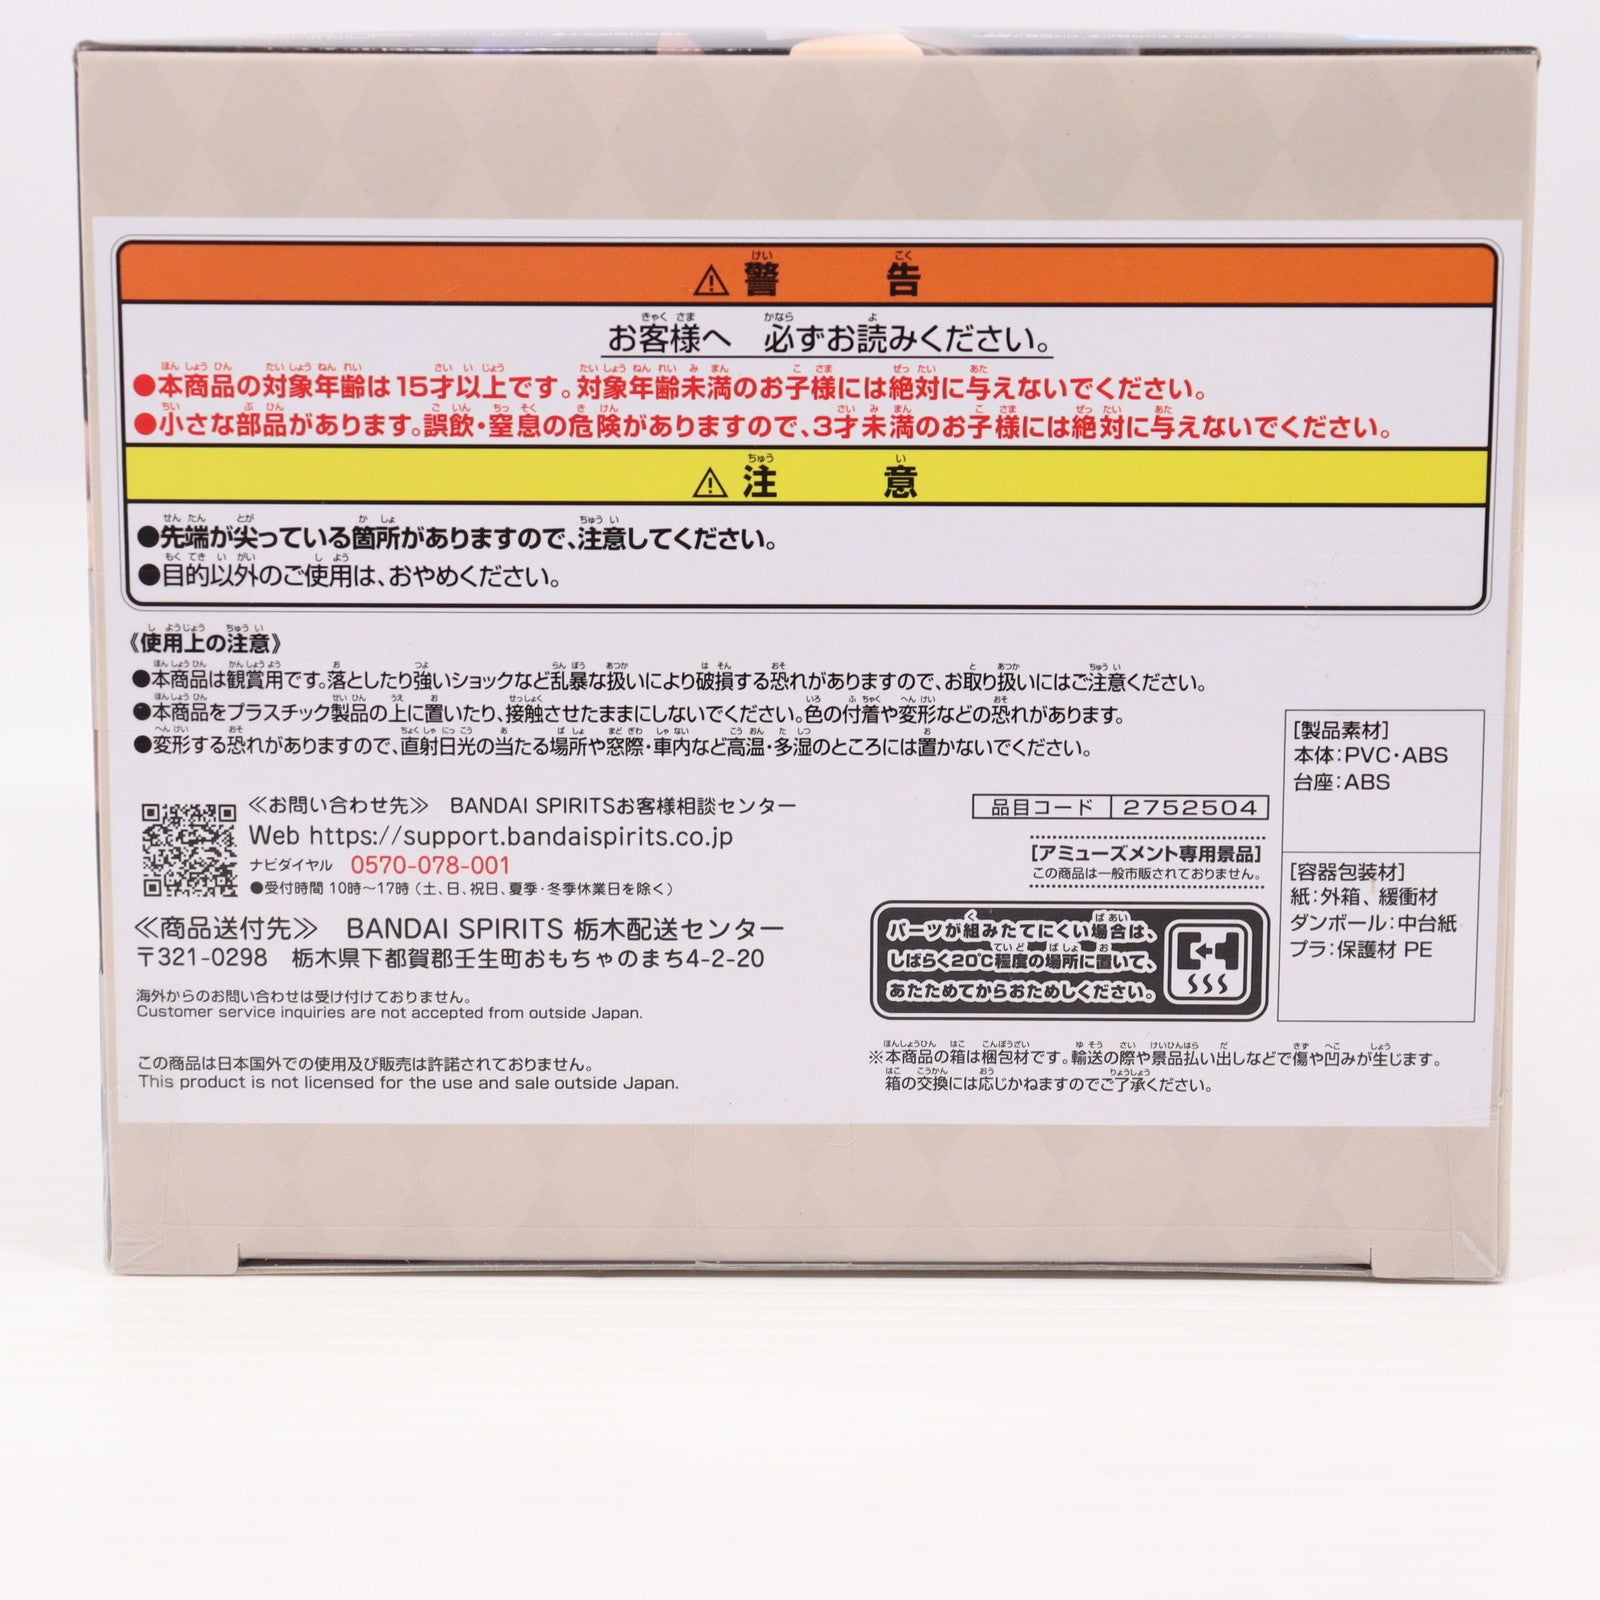 ⚠警告
お客様へ 必ずお読みください。
●本商品の対象年齢は15才以上です。対象年齢未満のお子様には絶対に与えないでください。
●小さな部品があります。誤飲・窒息の危険がありますので、3才未満のお子様には絶対に与えないでください。
⚠注意
●先端が尖っている箇所がありますので、注意してください。
●目的以外のご使用は、おやめください。
《使用上の注意》
●本商品は観賞用です。落としたり強いショックなど乱暴な扱いにより破損する恐れがありますので、お取り扱いにはご注意ください。
●本商品をプラスチック製品の上に置いたり、接触させたままにしないでください。色の付着や変形などの恐れがあります。
●変形する恐れがありますので、直射日光の当たる場所や窓際・車内など高温・多湿のところには置かないでください。
≪お問い合わせ先≫ BANDAI SPIRITSお客様相談センター
Web https://support.bandaispirits.co.jp
ナビダイヤル 0570-078-001
●受付時間 10時～17時(土、日、祝日、夏季・冬季休業日を除く)
≪商品送付先≫ BANDAI SPIRITS 栃木配送センター
〒321-0298 栃木県下都賀郡壬生町おもちゃのまち4-2-20
海外からのお問い合わせは受け付けておりません。
Customer service inquiries are not accepted from outside Japan.
この商品は日本国外での使用及び販売は許諾されておりません。
This product is not licensed for the use and sale outside Japan.
品目コード 2752504
[アミューズメント専用景品]
この商品は一般市販されておりません。
パーツが組みたてにくい場合は、
しばらく20℃程度の場所に置いて、
あたためてからおためしください。
[製品素材]
本体:PVC・ABS
台座:ABS
[容器包装材]
紙:外箱、緩衝材
ダンボール:中台紙
プラ:保護材 PE
※本商品の箱は梱包材です。輸送の際や景品払い出しなどで傷や凹みが生じます。
箱の交換には応じかねますのでご了承ください。